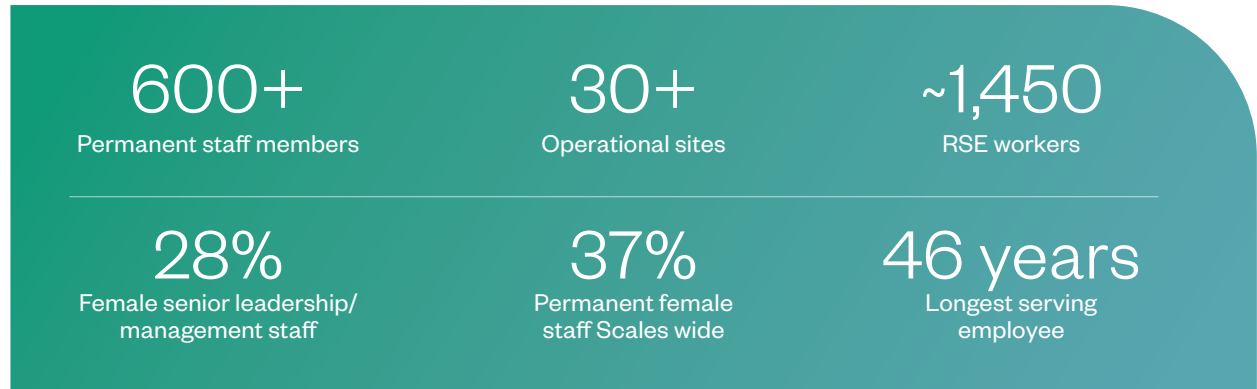 600+
Permanent staff members
30+
Operational sites
~1,450
RSE workers
28%
Female senior leadership/
management staff
37%
Permanent female
staff Scales wide
46 years
Longest serving
employee